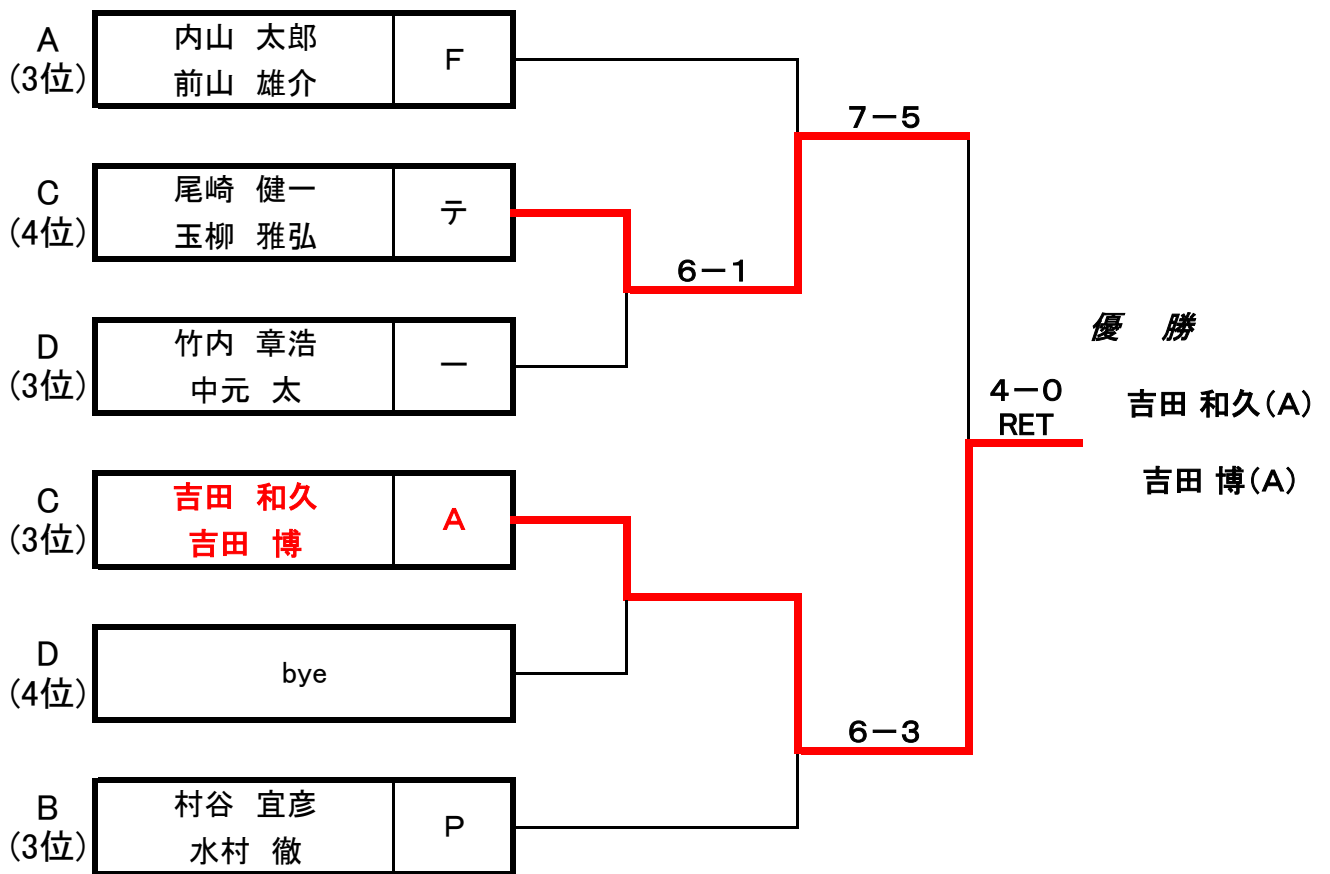 A
(3位)
内山 太郎
前山 雄介
F
7－5
C
(4位)
尾崎 健一
玉柳 雅弘
テ
6－1
D
(3位)
竹内 章浩
中元 太
一
優 勝
4－0
RET
吉田 和久(A)
吉田 博(A)
C
(3位)
吉田 和久
吉田 博
A
D
(4位)
bye
6－3
B
(3位)
村谷 宜彦
水村 徹
P